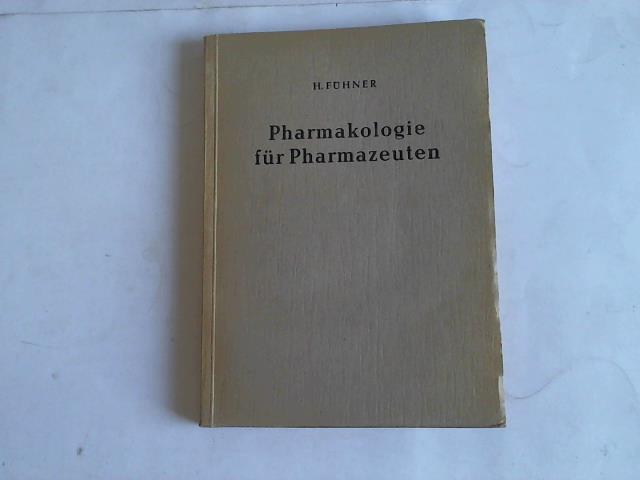 H. FÜHNER
Pharmakologie
für Pharmazeuten